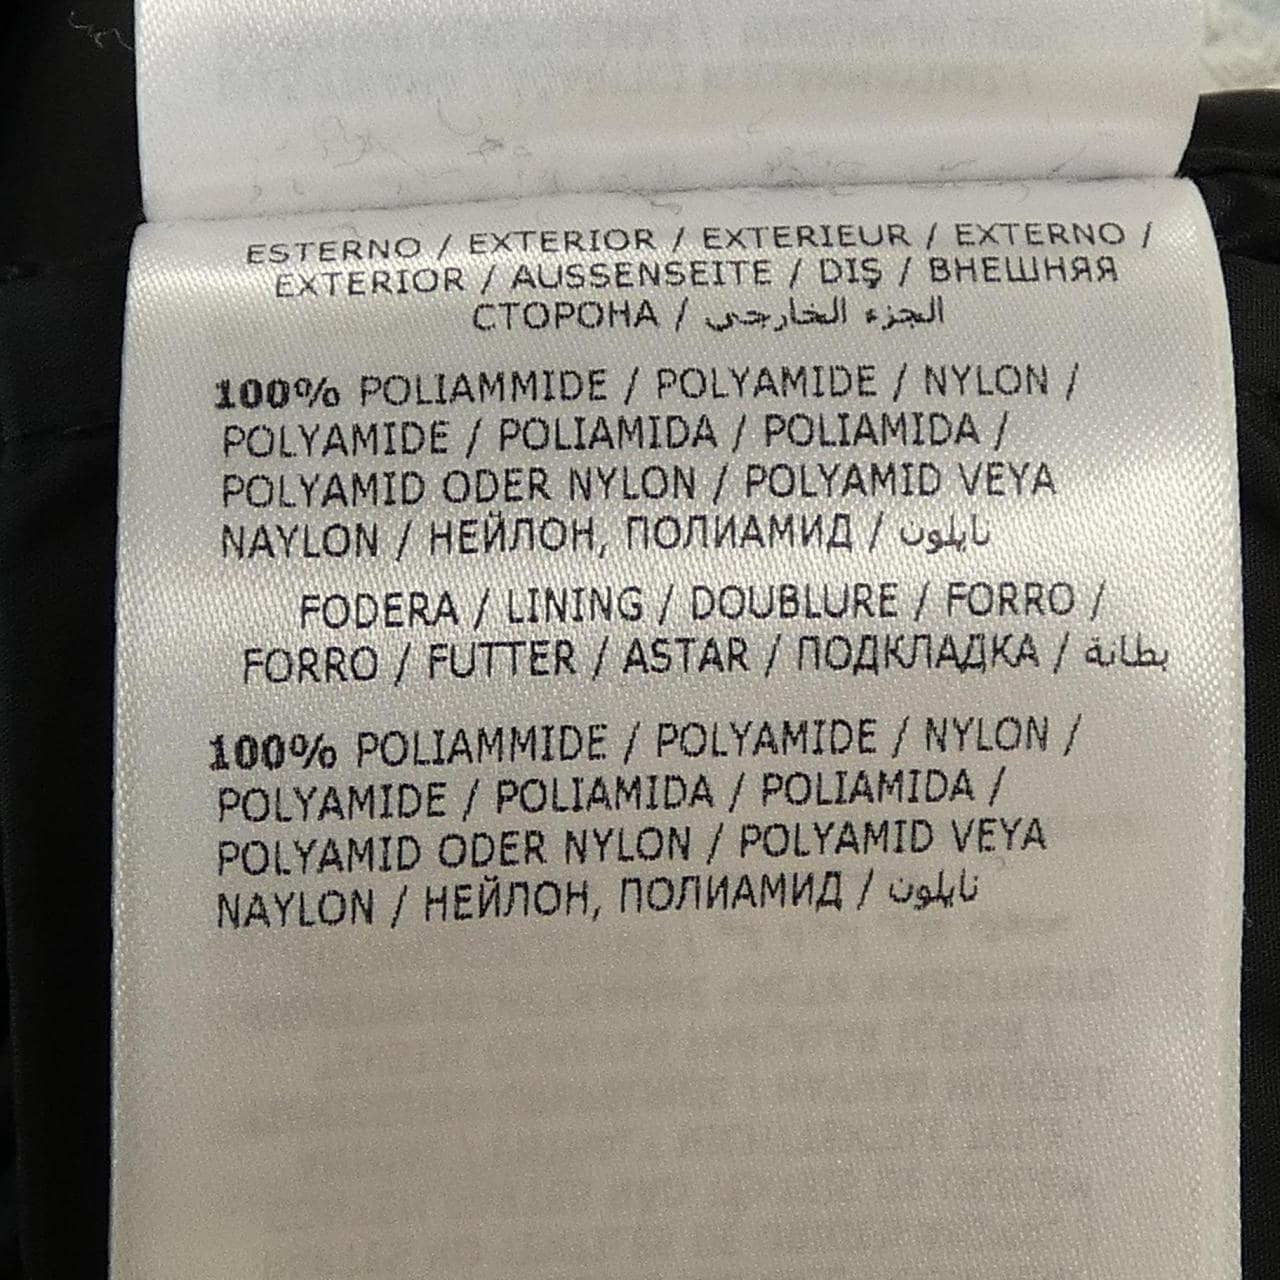 ESTERNO / EXTERIOR / EXTERIEUR / EXTERNO /
EXTERIOR / AUSSENSEITE / DIŞ / ВНЕШНЯЯ
СТОРОНА / الجزء الخارجي
100% POLIAMMIDE / POLYAMIDE / NYLON /
POLYAMIDE / POLIAMIDA / POLIAMIDA /
POLYAMID ODER NYLON / POLYAMID VEYA
NAYLON / НЕЙЛОН, ПОЛИАМИД / نايلون
FODERA / LINING / DOUBLURE / FORRO /
FORRO / FUTTER / ASTAR / ПОДКЛАДКА / بطانة
100% POLIAMMIDE / POLYAMIDE / NYLON /
POLYAMIDE / POLIAMIDA / POLIAMIDA /
POLYAMID ODER NYLON / POLYAMID VEYA
NAYLON / НЕЙЛОН, ПОЛИАМИД / نايلون